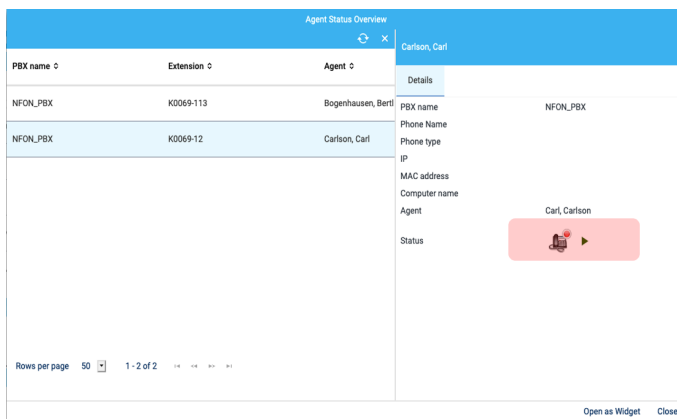 Agent Status Overview
Carlson, Carl
PBX name Extension Agent
Details
NFON_PBX K0069-113 Bogenhausen, Bertl
NFON_PBX K0069-12 Carlson, Carl
PBX name NFON_PBX
Phone Name
Phone type
IP
MAC address
Computer name
Agent Carl, Carlson
Status
Rows per page 50 1 - 2 of 2
Open as Widget Close